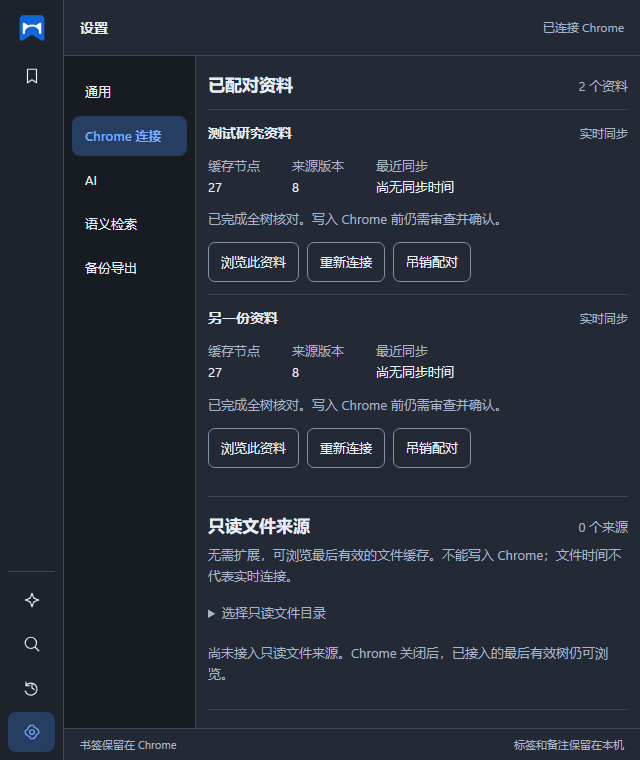 设置
已连接 Chrome
通用
Chrome 连接
AI
语义检索
备份导出
已配对资料
2 个资料
测试研究资料
实时同步
缓存节点 来源版本 最近同步
27 8 尚无同步时间
已完成全树核对。写入 Chrome 前仍需审查并确认。
浏览此资料 重新连接 吊销配对
另一份资料
实时同步
缓存节点 来源版本 最近同步
27 8 尚无同步时间
已完成全树核对。写入 Chrome 前仍需审查并确认。
浏览此资料 重新连接 吊销配对
只读文件来源
0 个来源
无需扩展，可浏览最后有效的文件缓存。不能写入 Chrome；文件时间不
代表实时连接。
选择只读文件目录
尚未接入只读文件来源。Chrome 关闭后，已接入的最后有效树仍可浏
览。
书签保留在 Chrome
标签和备注保留在本机